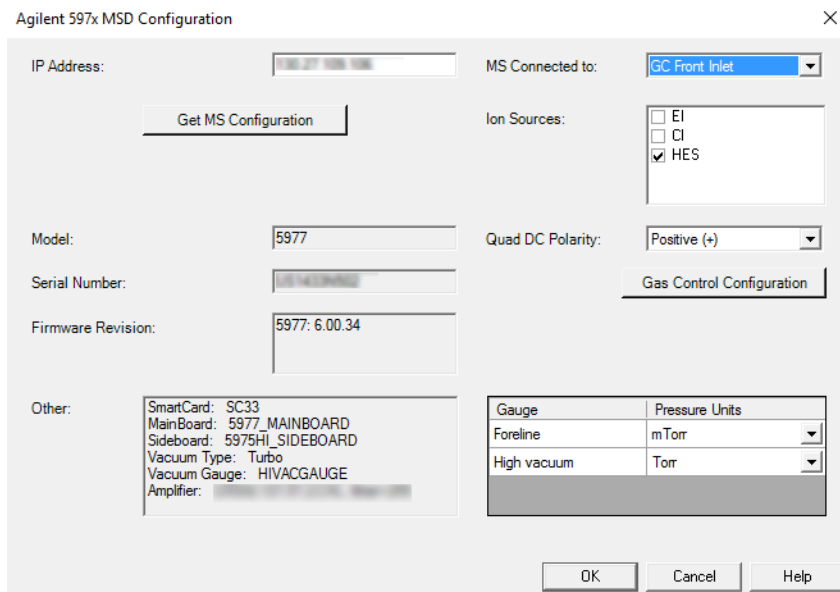 Agilent 597x MSD Configuration
IP Address:
MS Connected to: GC Front Inlet
Get MS Configuration
Ion Sources:
EI
CI
HES
Model: 5977
Quad DC Polarity: Positive (+)
Serial Number:
Gas Control Configuration
Firmware Revision: 5977: 6.00.34
Other:
SmartCard: SC33
MainBoard: 5977_MAINBOARD
Sideboard: 5975HI_SIDEBOARD
Vacuum Type: Turbo
Vacuum Gauge: HIVACGAUGE
Amplifier:
Gauge Pressure Units
Foreline mTorr
High vacuum Torr
OK Cancel Help